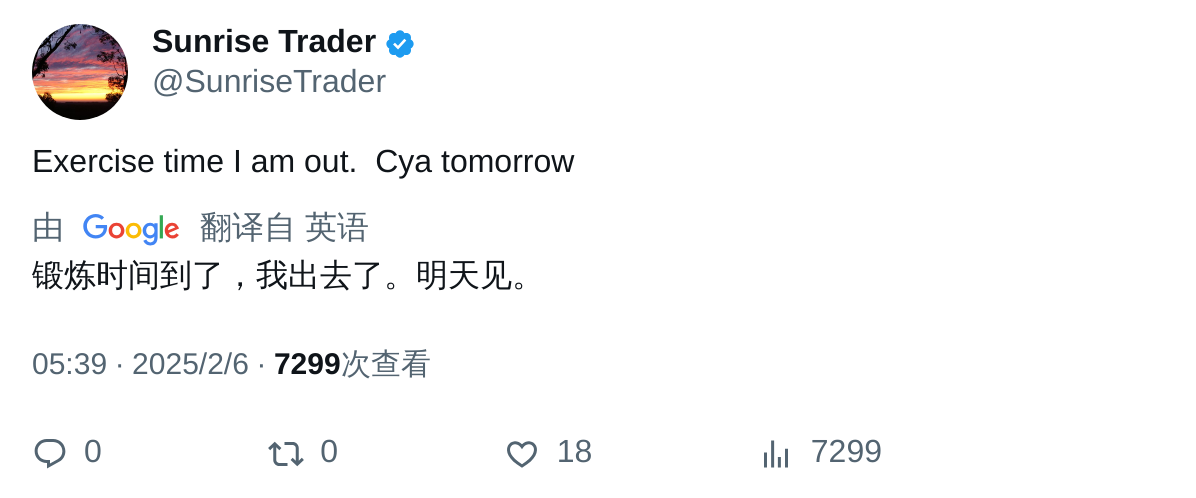 Sunrise Trader
@SunriseTrader
Exercise time I am out.  Cya tomorrow
由 Google 翻译自 英语
锻炼时间到了，我出去了。明天见。
05:39 · 2025/2/6 · 7299次查看
0 0 18 7299